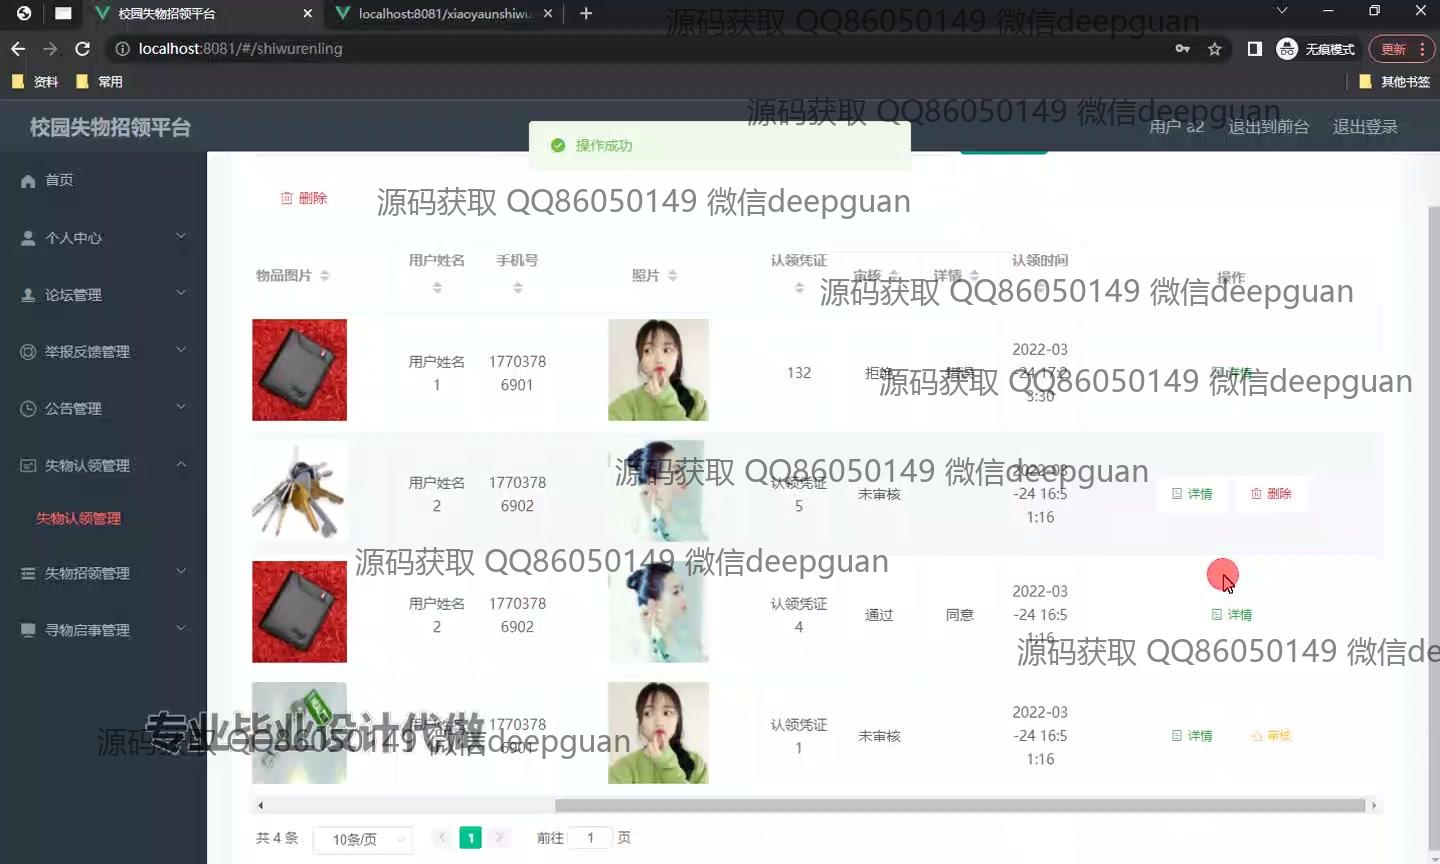 校园失物招领平台
localhost:8081/xiaoyaunshiwu
源码获取 QQ86050149 微信deepguan
localhost:8081/#/shiwurenling
无痕模式
更新
资料
常用
其他书签
源码获取 QQ86050149 微信deepguan
校园失物招领平台
操作成功
用户 a2
退出到前台
退出登录
首页
个人中心
论坛管理
举报反馈管理
公告管理
失物认领管理
失物认领管理
失物招领管理
寻物启事管理
删除
源码获取 QQ86050149 微信deepguan
物品图片
用户姓名
手机号
照片
认领凭证
审核
详情
认领时间
操作
源码获取 QQ86050149 微信deepguan
用户姓名
1
1770378
6901
132
拒绝
错误
2022-03
-24 17:2
3:30
详情
源码获取 QQ86050149 微信deepguan
用户姓名
2
1770378
6902
认领凭证
5
未审核
2022-03
-24 16:5
1:16
详情
删除
源码获取 QQ86050149 微信deepguan
源码获取 QQ86050149 微信deepguan
用户姓名
2
1770378
6902
认领凭证
4
通过
同意
2022-03
-24 16:5
1:16
详情
源码获取 QQ86050149 微信de
用户姓名
1770378
6901
认领凭证
1
未审核
2022-03
-24 16:5
1:16
详情
审核
专业毕业设计代做
源码获取 QQ86050149 微信deepguan
共 4 条
10条/页
1
前往
1
页